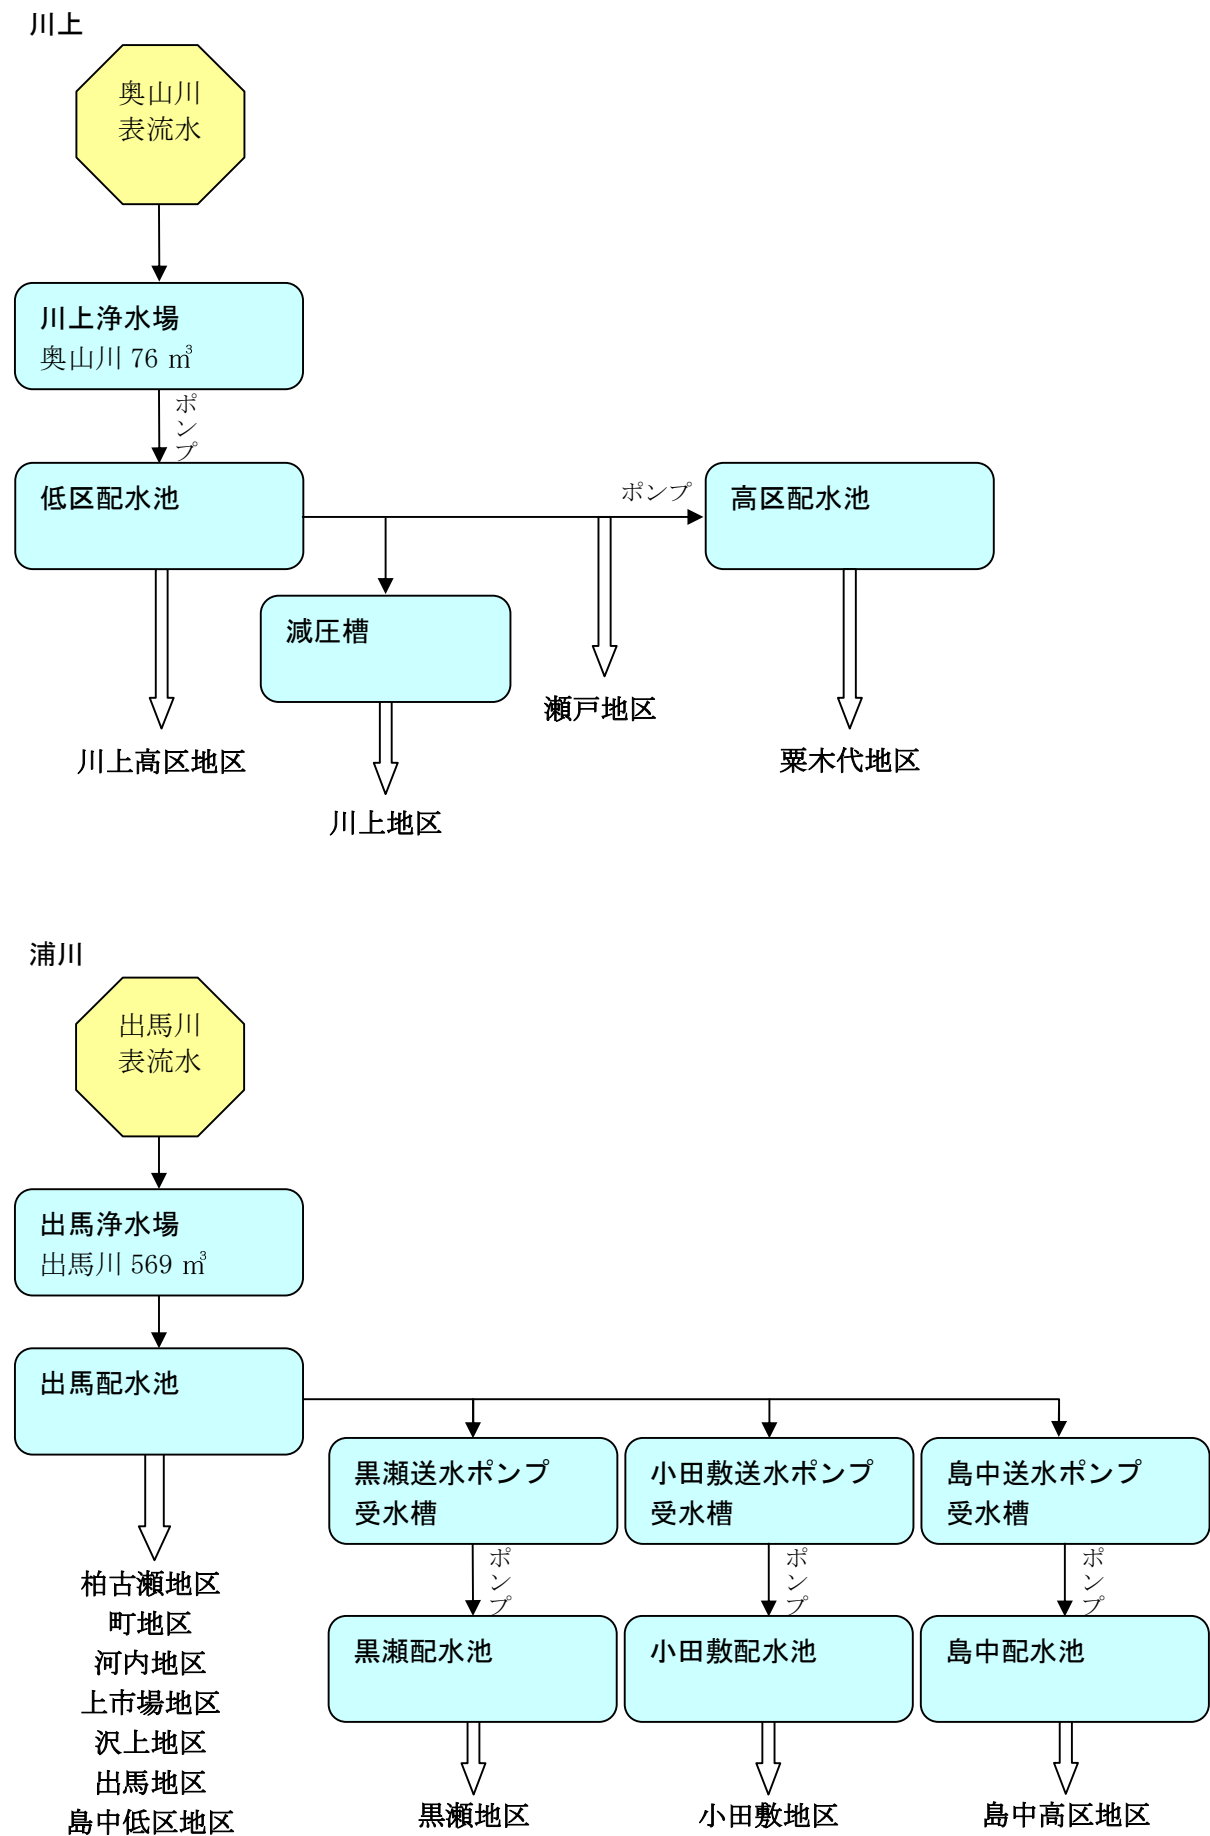 川上
奥山川
表流水
川上浄水場
奥山川 76 ㎥
ポンプ
低区配水池
ポンプ
高区配水池
減圧槽
瀬戸地区
川上高区地区
粟木代地区
川上地区
浦川
出馬川
表流水
出馬浄水場
出馬川 569 ㎥
出馬配水池
黒瀬送水ポンプ
受水槽
小田敷送水ポンプ
受水槽
島中送水ポンプ
受水槽
ポンプ
ポンプ
ポンプ
柏古瀬地区
町地区
河内地区
上市場地区
沢上地区
出馬地区
島中低区地区
黒瀬配水池
小田敷配水池
島中配水池
黒瀬地区
小田敷地区
島中高区地区